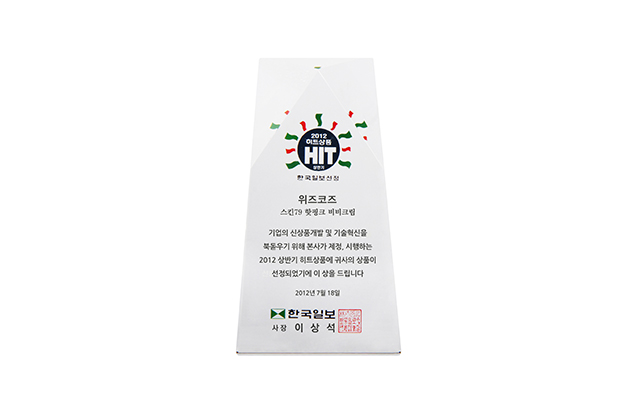 2012
히트상품
HIT
상반기
한국일보선정
위즈코즈
스킨79 핫핑크 비비크림
기업의 신상품개발 및 기술혁신을
북돋우기 위해 본사가 제정, 시행하는
2012 상반기 히트상품에 귀사의 상품이
선정되었기에 이 상을 드립니다
2012년 7월 18일
한국일보
사장 이상석